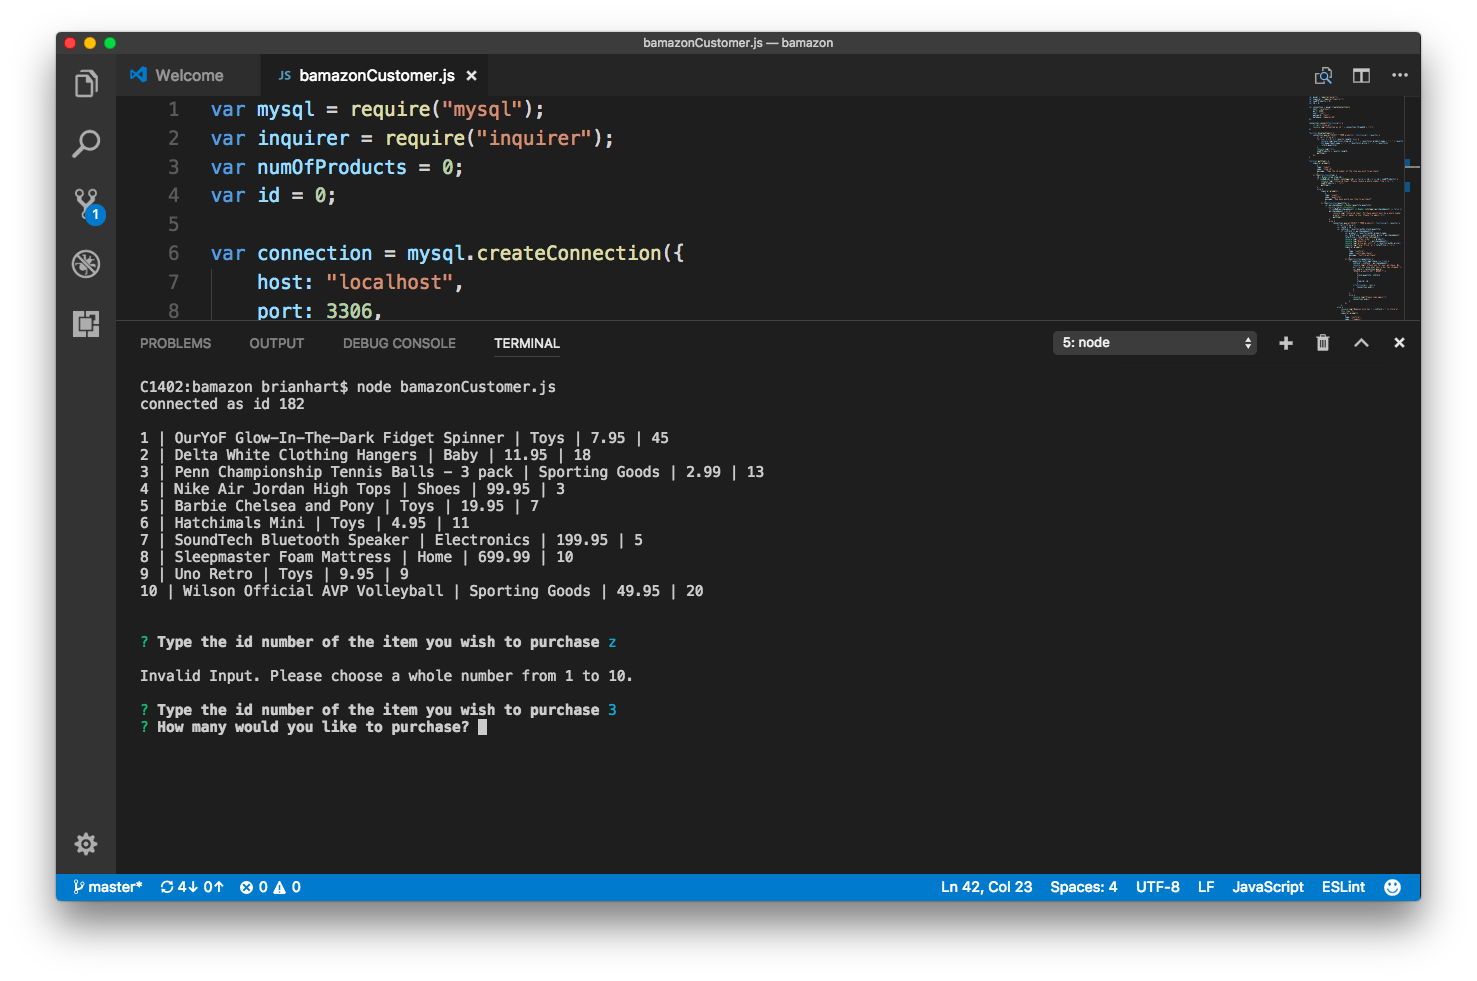 bamazonCustomer.js — bamazon
Welcome
JS bamazonCustomer.js ×
1 var mysql = require("mysql");
2 var inquirer = require("inquirer");
3 var numOfProducts = 0;
4 var id = 0;
5
6 var connection = mysql.createConnection({
7 host: "localhost",
8 port: 3306,
1
PROBLEMS OUTPUT DEBUG CONSOLE TERMINAL 5: node
C1402:bamazon brianhart$ node bamazonCustomer.js
connected as id 182
1 | OurYoF Glow-In-The-Dark Fidget Spinner | Toys | 7.95 | 45
2 | Delta White Clothing Hangers | Baby | 11.95 | 18
3 | Penn Championship Tennis Balls - 3 pack | Sporting Goods | 2.99 | 13
4 | Nike Air Jordan High Tops | Shoes | 99.95 | 3
5 | Barbie Chelsea and Pony | Toys | 19.95 | 7
6 | Hatchimals Mini | Toys | 4.95 | 11
7 | SoundTech Bluetooth Speaker | Electronics | 199.95 | 5
8 | Sleepmaster Foam Mattress | Home | 699.99 | 10
9 | Uno Retro | Toys | 9.95 | 9
10 | Wilson Official AVP Volleyball | Sporting Goods | 49.95 | 20
? Type the id number of the item you wish to purchase z
Invalid Input. Please choose a whole number from 1 to 10.
? Type the id number of the item you wish to purchase 3
? How many would you like to purchase?
master* 4↓ 0↑ 0 0 Ln 42, Col 23 Spaces: 4 UTF-8 LF JavaScript ESLint